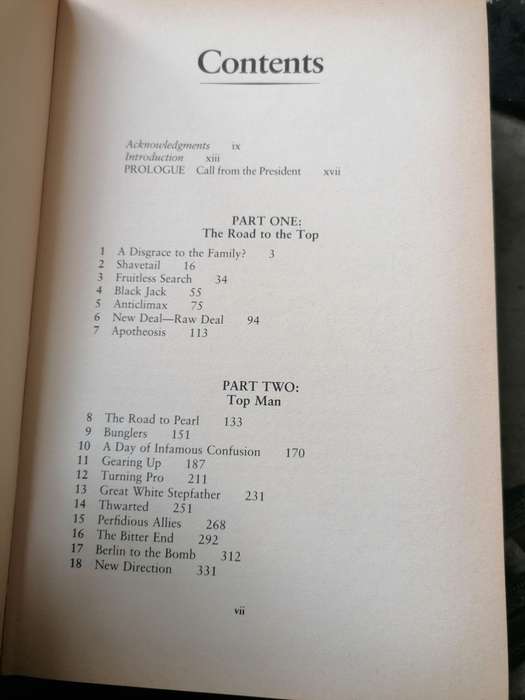 Contents
Acknowledgments ix
Introduction xiii
PROLOGUE Call from the President xvii
PART ONE:
The Road to the Top
1 A Disgrace to the Family? 3
2 Shavetail 16
3 Fruitless Search 34
4 Black Jack 55
5 Anticlimax 75
6 New Deal—Raw Deal 94
7 Apotheosis 113
PART TWO:
Top Man
8 The Road to Pearl 133
9 Bunglers 151
10 A Day of Infamous Confusion 170
11 Gearing Up 187
12 Turning Pro 211
13 Great White Stepfather 231
14 Thwarted 251
15 Perfidious Allies 268
16 The Bitter End 292
17 Berlin to the Bomb 312
18 New Direction 331
vii